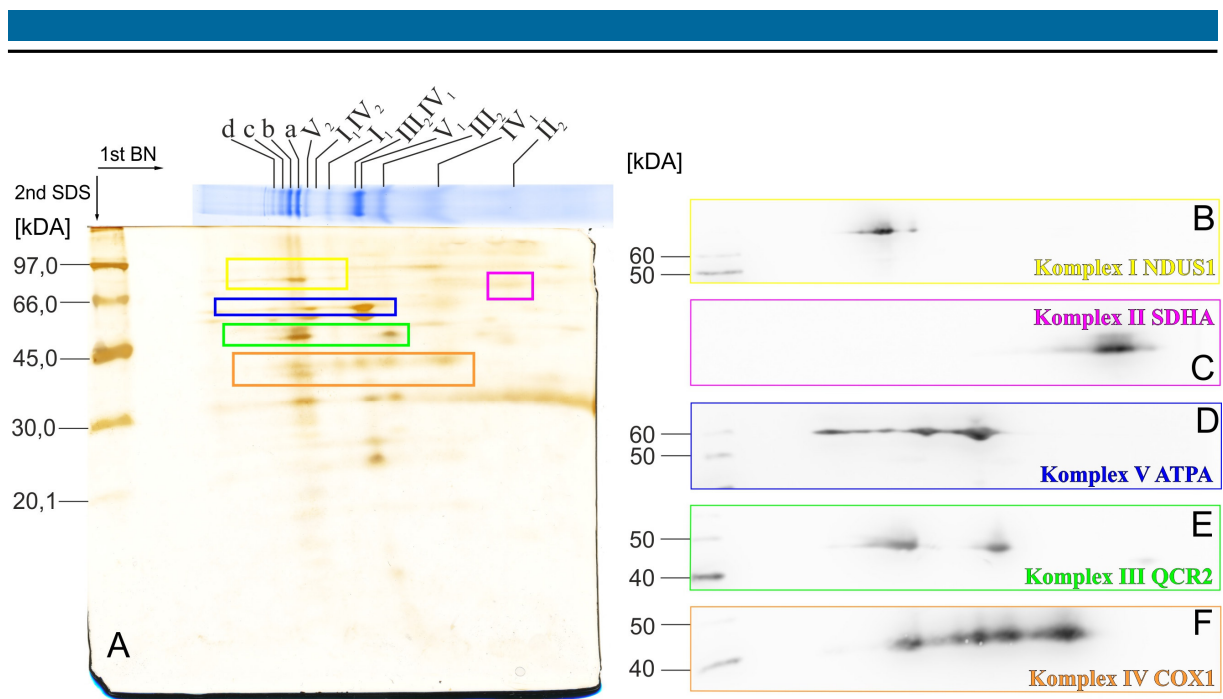 d c b a V₂ I₁IV₂ I₁ III₂IV₁ V₁ III₂ IV₁ II₂
1st BN
2nd SDS
[kDA]
97,0
66,0
45,0
30,0
20,1
A
[kDA]
B
60
50
Komplex I NDUS1
Komplex II SDHA
C
D
60
50
Komplex V ATPA
E
50
40
Komplex III QCR2
F
50
40
Komplex IV COX1